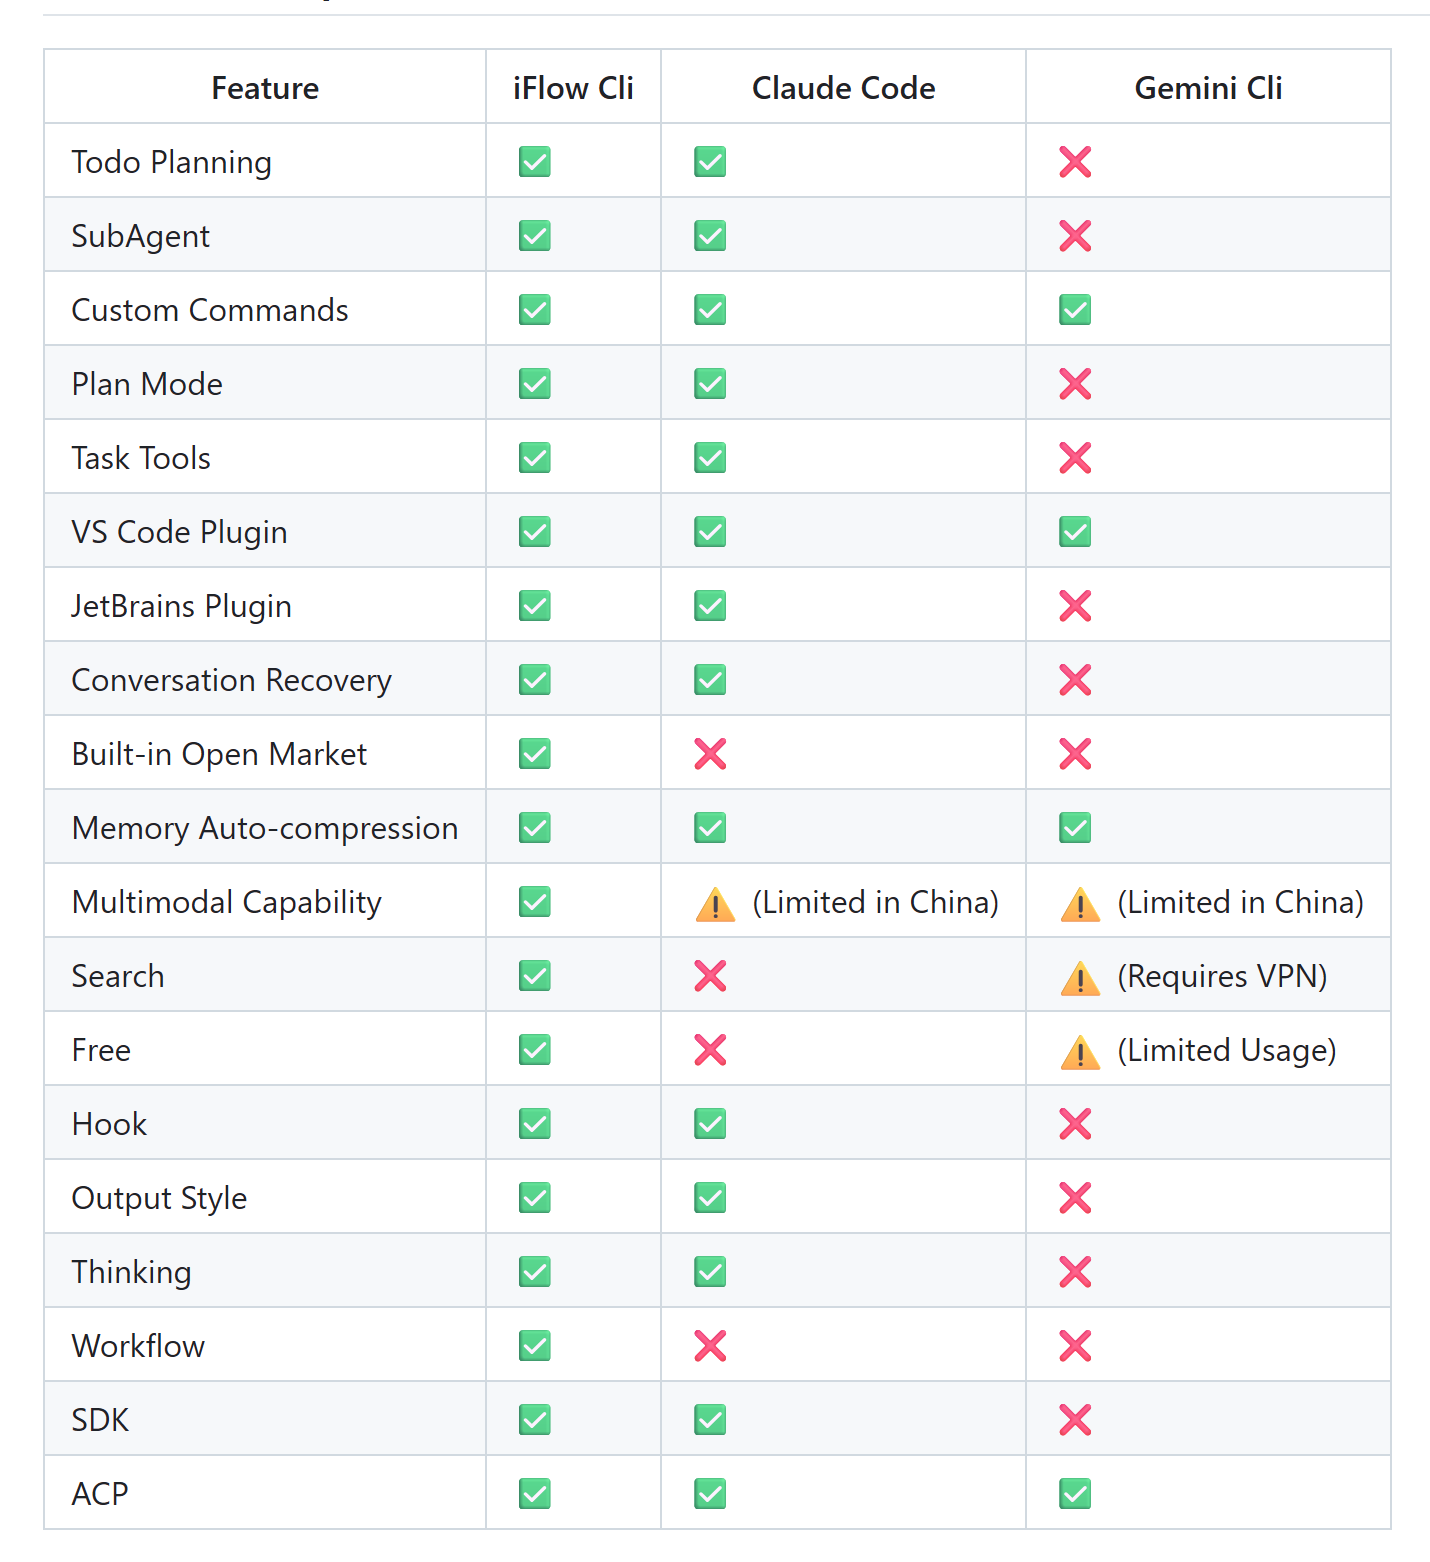 Feature iFlow Cli Claude Code Gemini Cli
Todo Planning ✅ ✅ ❌
SubAgent ✅ ✅ ❌
Custom Commands ✅ ✅ ✅
Plan Mode ✅ ✅ ❌
Task Tools ✅ ✅ ❌
VS Code Plugin ✅ ✅ ✅
JetBrains Plugin ✅ ✅ ❌
Conversation Recovery ✅ ✅ ❌
Built-in Open Market ✅ ❌ ❌
Memory Auto-compression ✅ ✅ ✅
Multimodal Capability ✅ ⚠️ (Limited in China) ⚠️ (Limited in China)
Search ✅ ❌ ⚠️ (Requires VPN)
Free ✅ ❌ ⚠️ (Limited Usage)
Hook ✅ ✅ ❌
Output Style ✅ ✅ ❌
Thinking ✅ ✅ ❌
Workflow ✅ ❌ ❌
SDK ✅ ✅ ❌
ACP ✅ ✅ ✅